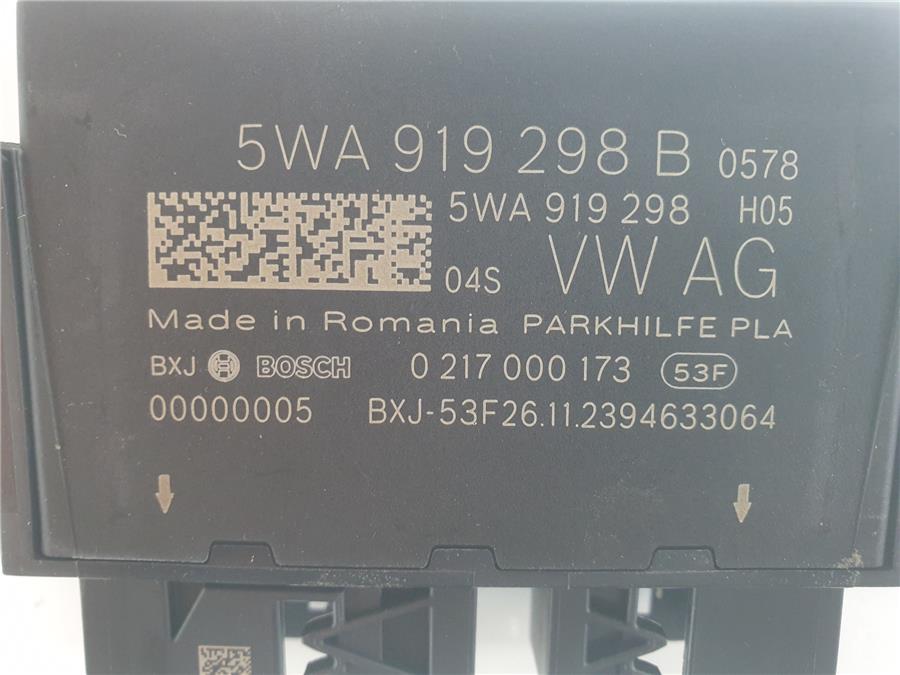 5WA 919 298 B 0578
5WA 919 298 H05
04S VW AG
Made in Romania PARKHILFE PLA
BXJ BOSCH 0 217 000 173 53F
00000005 BXJ-53F26.11.2394633064